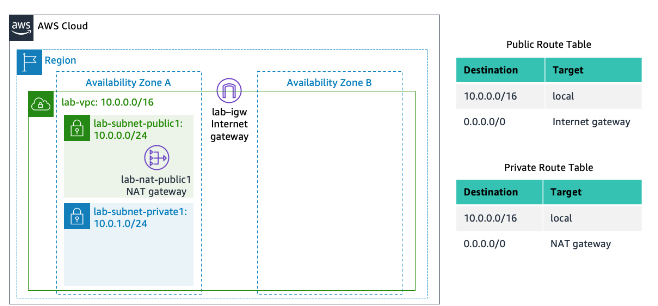 aws
AWS Cloud
Region
Availability Zone A
Availability Zone B
lab-vpc: 10.0.0.0/16
lab-igw
Internet
gateway
lab-subnet-public1:
10.0.0.0/24
lab-nat-public1
NAT gateway
lab-subnet-private1:
10.0.1.0/24
Public Route Table
Destination Target
10.0.0.0/16 local
0.0.0.0/0 Internet gateway
Private Route Table
Destination Target
10.0.0.0/16 local
0.0.0.0/0 NAT gateway